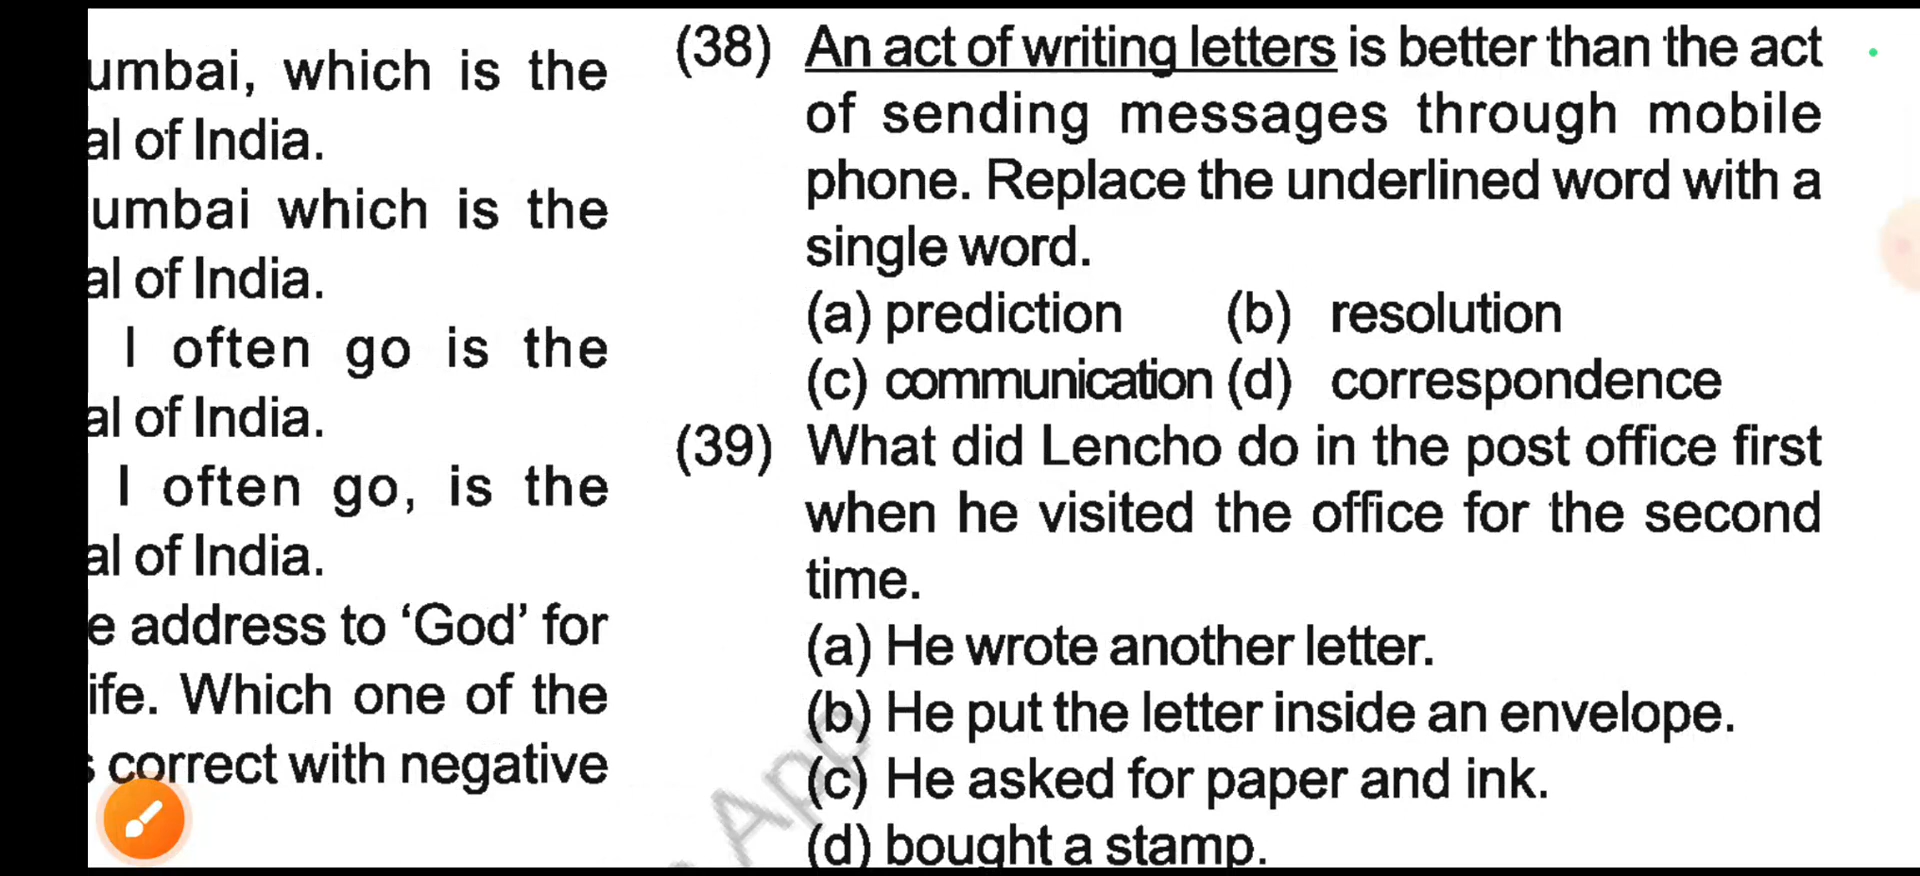 umbai, which is the
al of India.
umbai which is the
al of India.
I often go is the
al of India.
I often go, is the
al of India.
e address to ‘God’ for
ife. Which one of the
s correct with negative
(38) An act of writing letters is better than the act
of sending messages through mobile
phone. Replace the underlined word with a
single word.
(a) prediction (b) resolution
(c) communication (d) correspondence
(39) What did Lencho do in the post office first
when he visited the office for the second
time.
(a) He wrote another letter.
(b) He put the letter inside an envelope.
(c) He asked for paper and ink.
(d) bought a stamp.
App